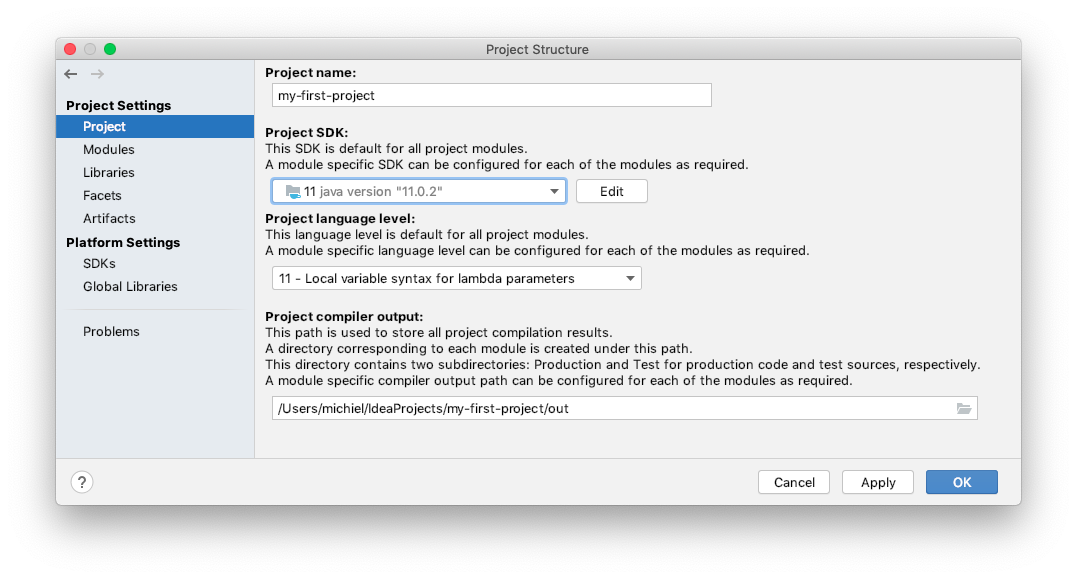 Project Structure
Project Settings
Project
Modules
Libraries
Facets
Artifacts
Platform Settings
SDKs
Global Libraries
Problems
Project name:
my-first-project
Project SDK:
This SDK is default for all project modules.
A module specific SDK can be configured for each of the modules as required.
11 java version "11.0.2"
Edit
Project language level:
This language level is default for all project modules.
A module specific language level can be configured for each of the modules as required.
11 - Local variable syntax for lambda parameters
Project compiler output:
This path is used to store all project compilation results.
A directory corresponding to each module is created under this path.
This directory contains two subdirectories: Production and Test for production code and test sources, respectively.
A module specific compiler output path can be configured for each of the modules as required.
/Users/michiel/IdeaProjects/my-first-project/out
?
Cancel
Apply
OK